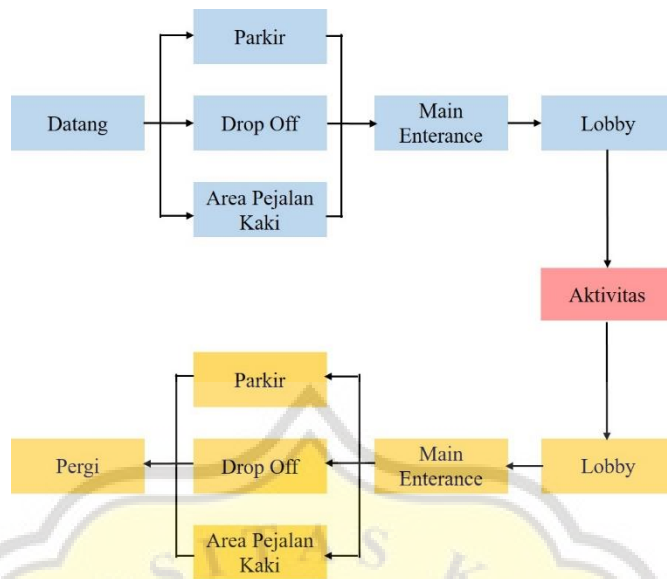 Parkir
Datang
Drop Off
Main
Enterance
Lobby
Area Pejalan
Kaki
Aktivitas
Parkir
Pergi
Drop Off
Main
Enterance
Lobby
Area Pejalan
Kaki
S I T A S K